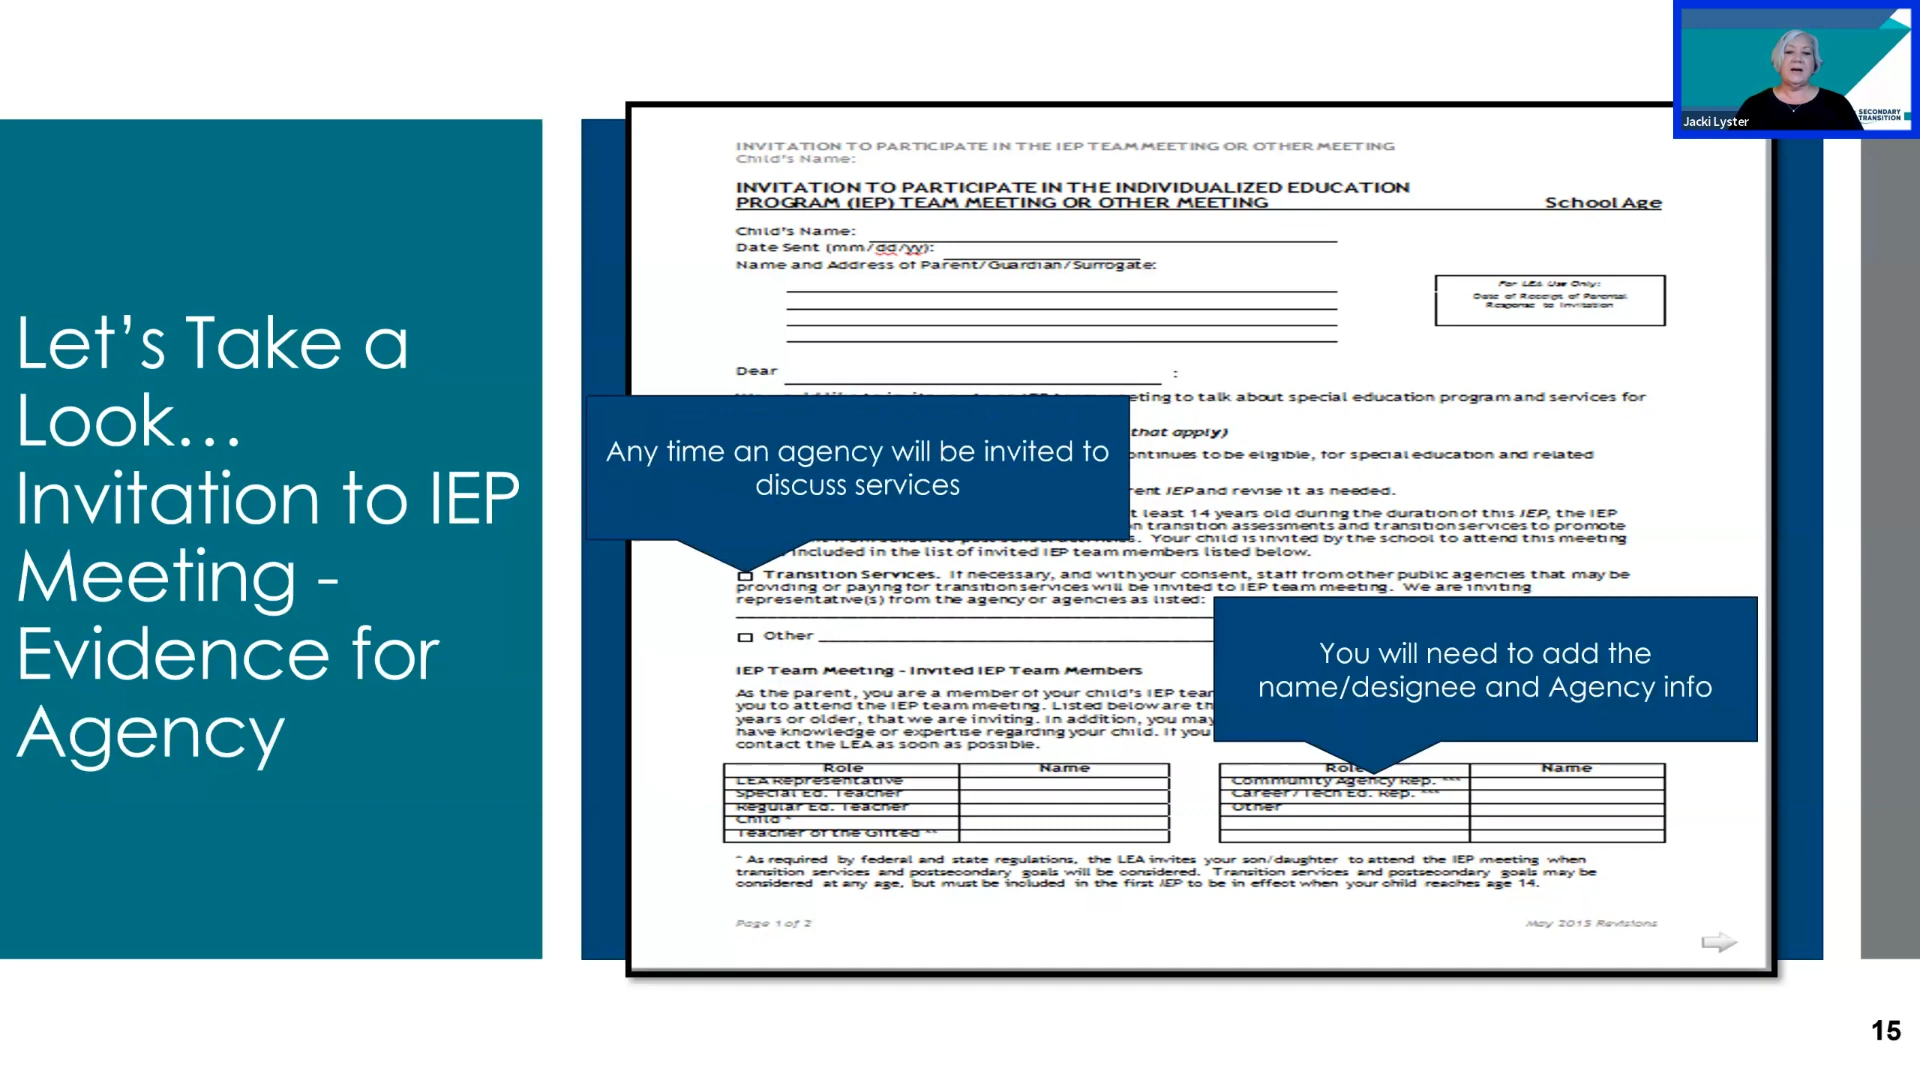 Jacki Lyster
SECONDARY
TRANSITION
Let’s Take a
Look…
Invitation to IEP
Meeting -
Evidence for
Agency
INVITATION TO PARTICIPATE IN THE IEP TEAM MEETING OR OTHER MEETING
Child's Name:
INVITATION TO PARTICIPATE IN THE INDIVIDUALIZED EDUCATION
PROGRAM (IEP) TEAM MEETING OR OTHER MEETING School Age
Child's Name:
Date Sent (mm/dd/yy):
Name and Address of Parent/Guardian/Surrogate:
For LEA Use Only:
Date of Receipt of Parental
Response to Invitation
Dear :
eting to talk about special education program and services for
that apply)
ontinues to be eligible, for special education and related
rent IEP and revise it as needed.
t least 14 years old during the duration of this IEP, the IEP
n transition assessments and transition services to promote
Your child is invited by the school to attend this meeting
included in the list of invited IEP team members listed below.
Any time an agency will be invited to
discuss services
Transition Services. If necessary, and with your consent, staff from other public agencies that may be
providing or paying for transition services will be invited to IEP team meeting. We are inviting
representative(s) from the agency or agencies as listed:
Other
You will need to add the
name/designee and Agency info
IEP Team Meeting - Invited IEP Team Members
As the parent, you are a member of your child's IEP tear
you to attend the IEP team meeting. Listed below are th
years or older, that we are inviting. In addition, you may
have knowledge or expertise regarding your child. If you
contact the LEA as soon as possible.
Role Name
LEA Representative
Special Ed. Teacher
Regular Ed. Teacher
Child *
Teacher of the Gifted **
Role Name
Community Agency Rep. ***
Career/Tech Ed. Rep. ***
Other
* As required by federal and state regulations, the LEA invites your son/daughter to attend the IEP meeting when
transition services and postsecondary goals will be considered. Transition services and postsecondary goals may be
considered at any age, but must be included in the first IEP to be in effect when your child reaches age 14.
Page 1 of 2 May 2015 Revisions
15